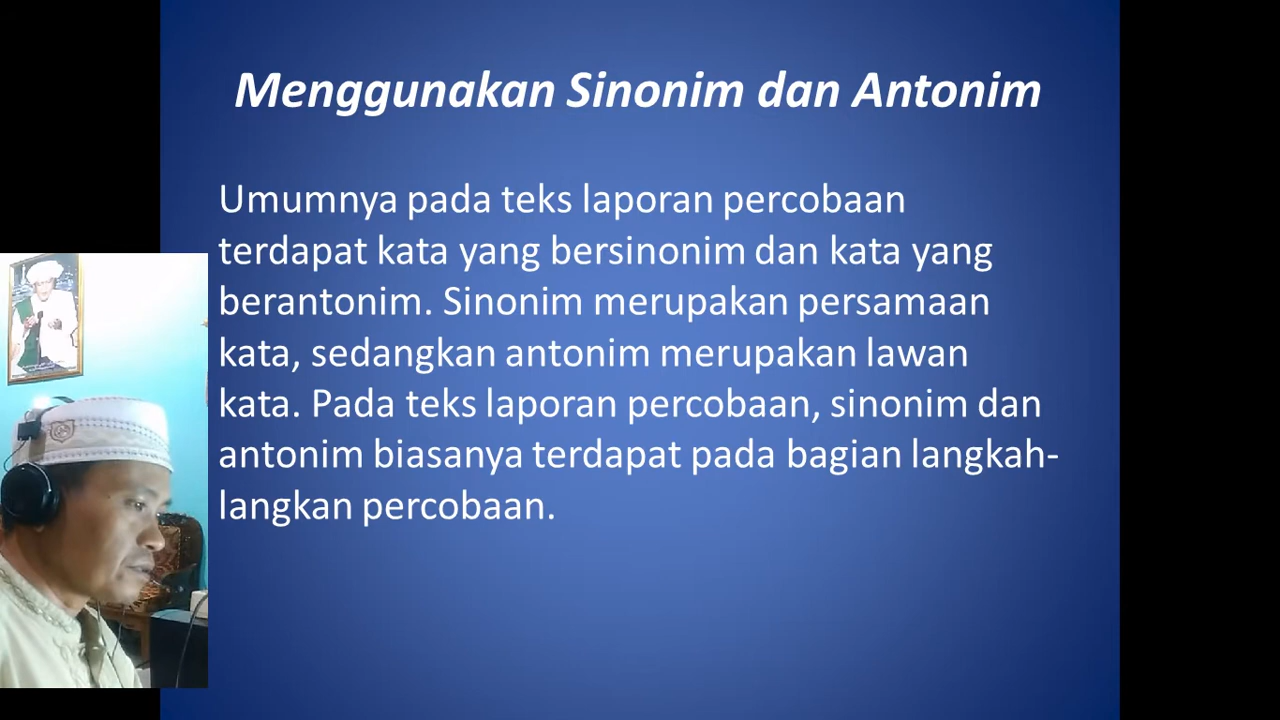 Menggunakan Sinonim dan Antonim
Umumnya pada teks laporan percobaan
terdapat kata yang bersinonim dan kata yang
berantonim. Sinonim merupakan persamaan
kata, sedangkan antonim merupakan lawan
kata. Pada teks laporan percobaan, sinonim dan
antonim biasanya terdapat pada bagian langkah-
langkan percobaan.